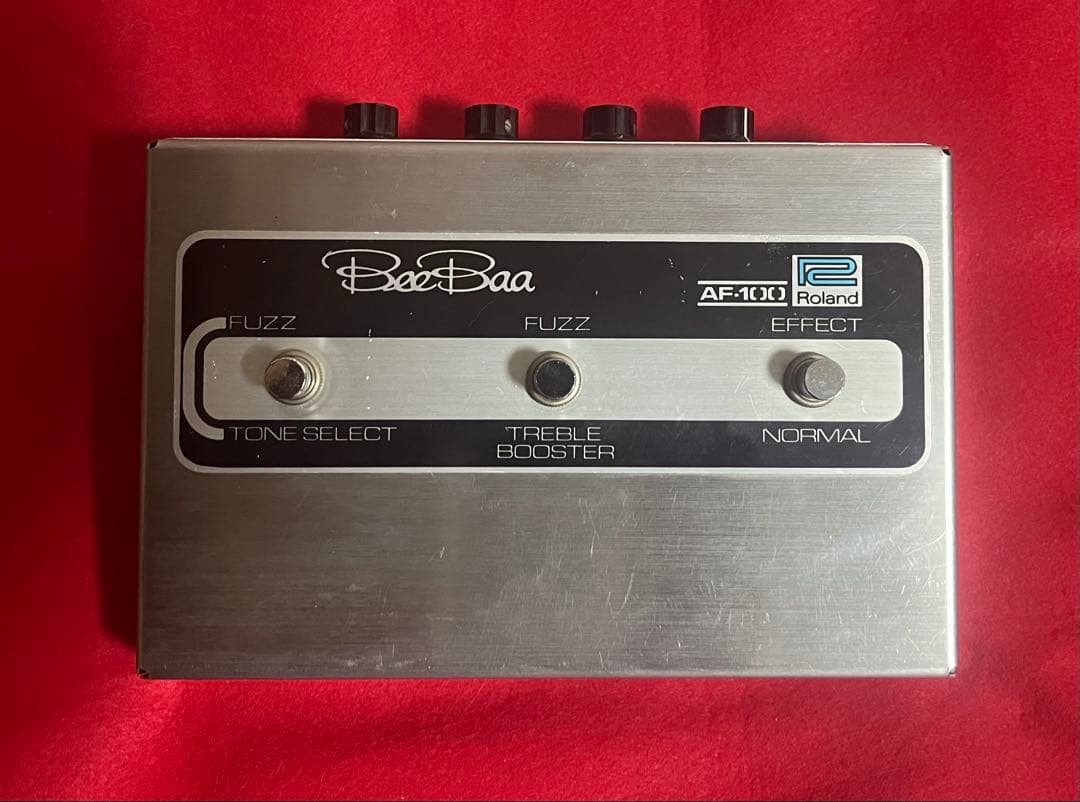 BeeBaa
AF-100 Roland
FUZZ FUZZ EFFECT
TONE SELECT TREBLE BOOSTER NORMAL